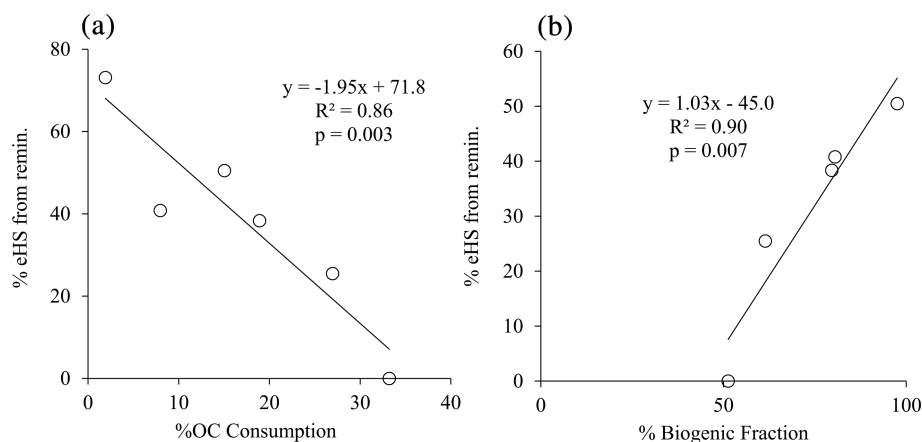 (a)
80
60
40
20
0
0 10 20 30 40
% eHS from remin.
%OC Consumption
y = -1.95x + 71.8
R² = 0.86
p = 0.003
(b)
60
50
40
30
20
10
0
0 50 100
% eHS from remin.
% Biogenic Fraction
y = 1.03x - 45.0
R² = 0.90
p = 0.007